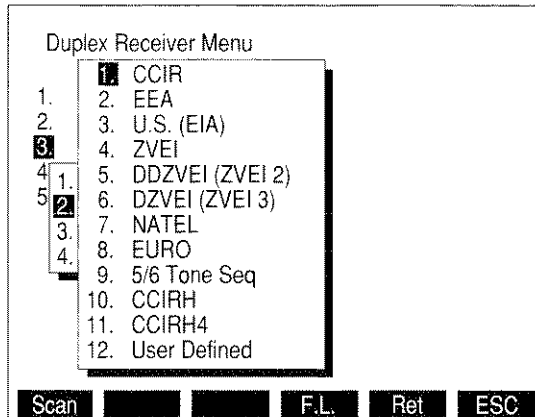 Duplex Receiver Menu
1.
2.
3.
4
5
1.
2.
3.
4.
1. CCIR
2. EEA
3. U.S. (EIA)
4. ZVEI
5. DDZVEI (ZVEI 2)
6. DZVEI (ZVEI 3)
7. NATEL
8. EURO
9. 5/6 Tone Seq
10. CCIRH
11. CCIRH4
12. User Defined
Scan F.L. Ret ESC